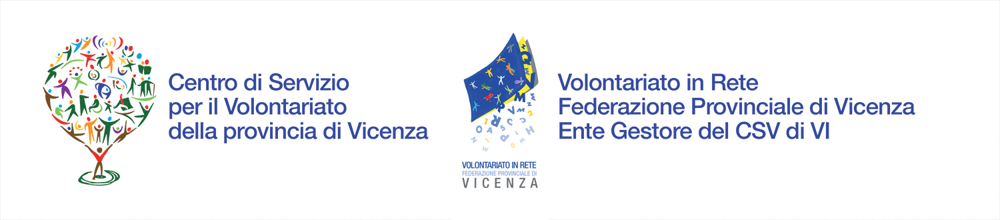 Centro di Servizio
per il Volontariato
della provincia di Vicenza
VOLONTARIATO IN RETE
FEDERAZIONE PROVINCIALE DI
VICENZA
Volontariato in Rete
Federazione Provinciale di Vicenza
Ente Gestore del CSV di VI